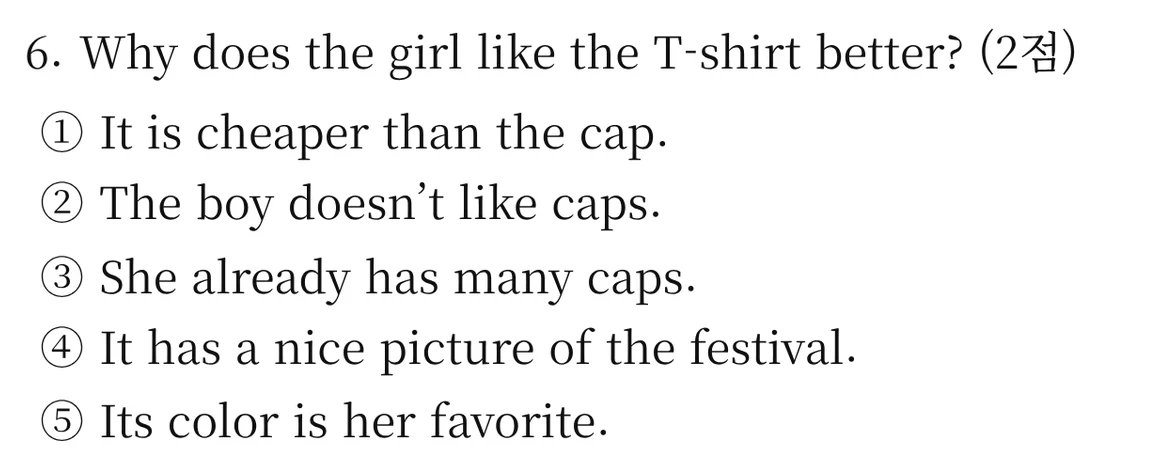 6. Why does the girl like the T-shirt better? (2점)
① It is cheaper than the cap.
② The boy doesn’t like caps.
③ She already has many caps.
④ It has a nice picture of the festival.
⑤ Its color is her favorite.